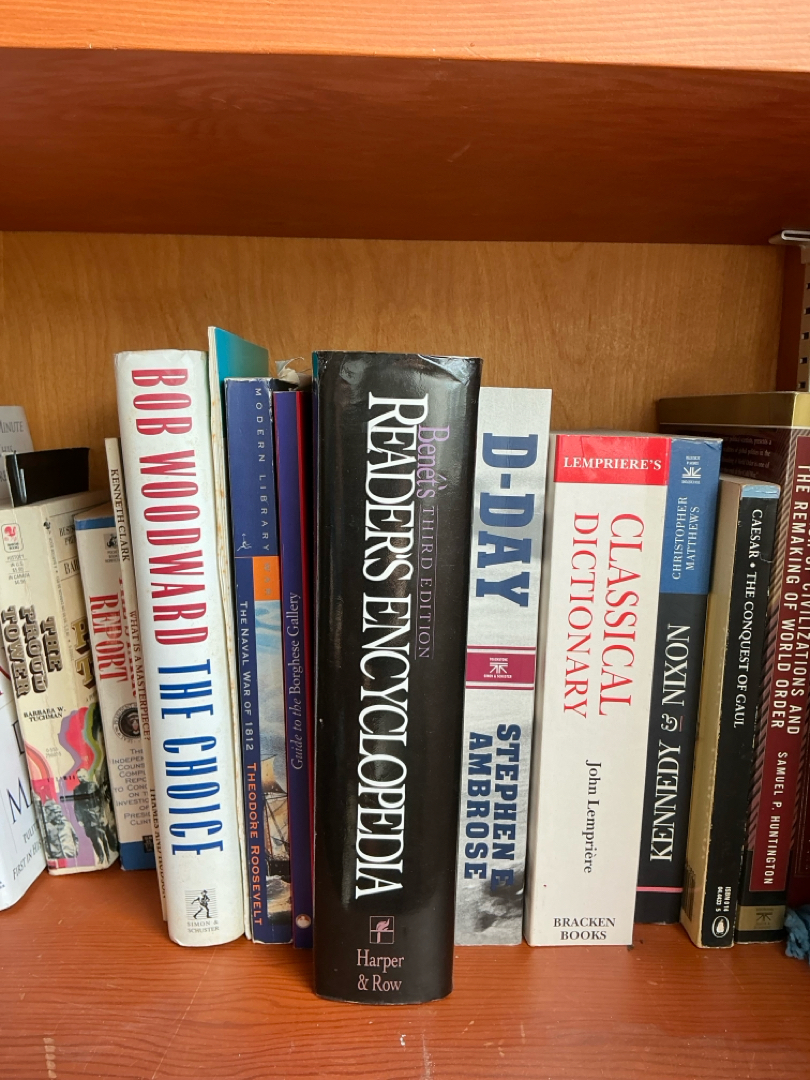 MINUTE
THE
PROUD
TOWER
BARBARA W.
TUCHMAN
REPORT
KENNETH CLARK
WHAT IS A MASTERPIECE?
BOB WOODWARD THE CHOICE
SIMON &
SCHUSTER
MODERN LIBRARY
THE NAVAL WAR OF 1812
THEODORE ROOSEVELT
Guide to the Borghese Gallery
Benét's THIRD EDITION
READER'S ENCYCLOPEDIA
Harper
& Row
D-DAY
STEPHEN E
AMBROSE
LEMPRIERE'S
CLASSICAL
DICTIONARY
John Lemprière
BRACKEN
BOOKS
CHRISTOPHER
MATTHEWS
KENNEDY & NIXON
CAESAR • THE CONQUEST OF GAUL
THE REMAKING OF WORLD ORDER
SAMUEL P. HUNTINGTON